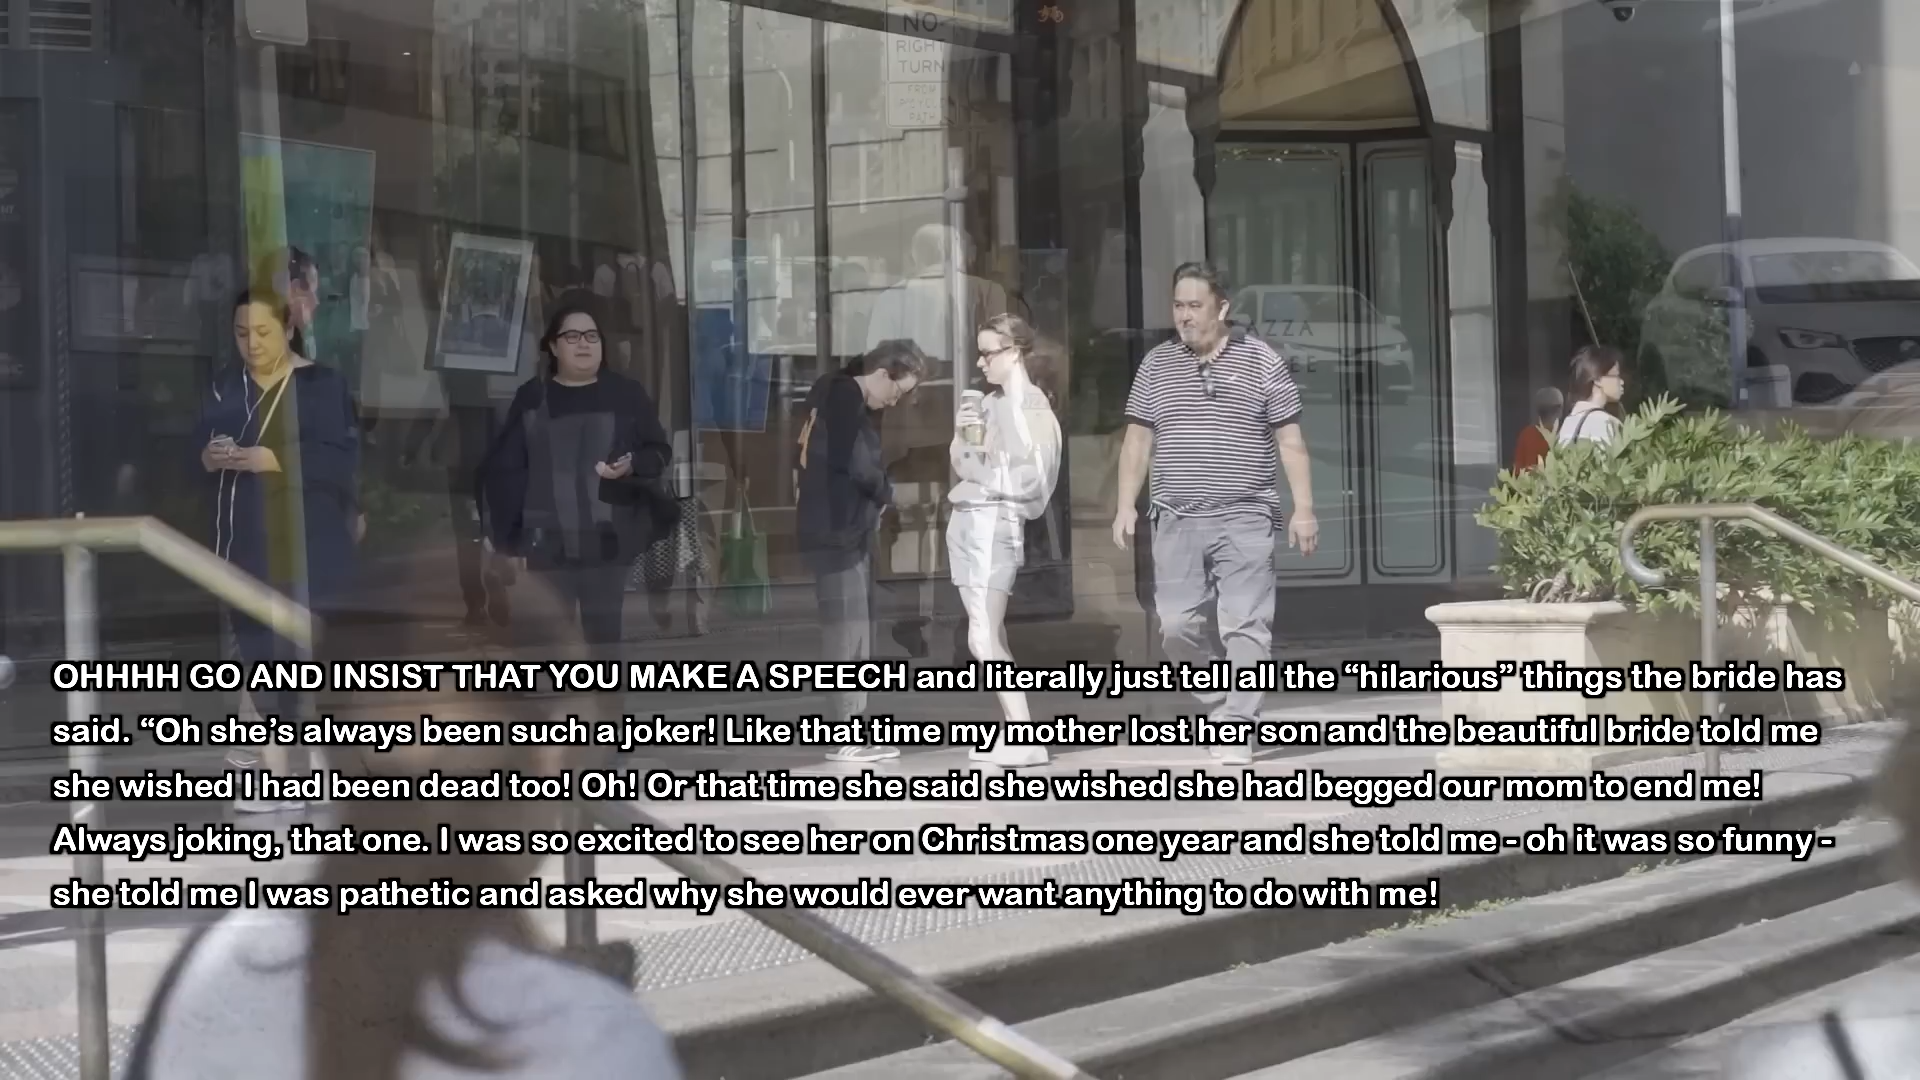 NO
RIGHT
TURN
FROM
BICYCLE
PATH
AZZA
EE
OHHHH GO AND INSIST THAT YOU MAKE A SPEECH and literally just tell all the “hilarious” things the bride has
said. “Oh she’s always been such a joker! Like that time my mother lost her son and the beautiful bride told me
she wished I had been dead too! Oh! Or that time she said she wished she had begged our mom to end me!
Always joking, that one. I was so excited to see her on Christmas one year and she told me - oh it was so funny -
she told me I was pathetic and asked why she would ever want anything to do with me!